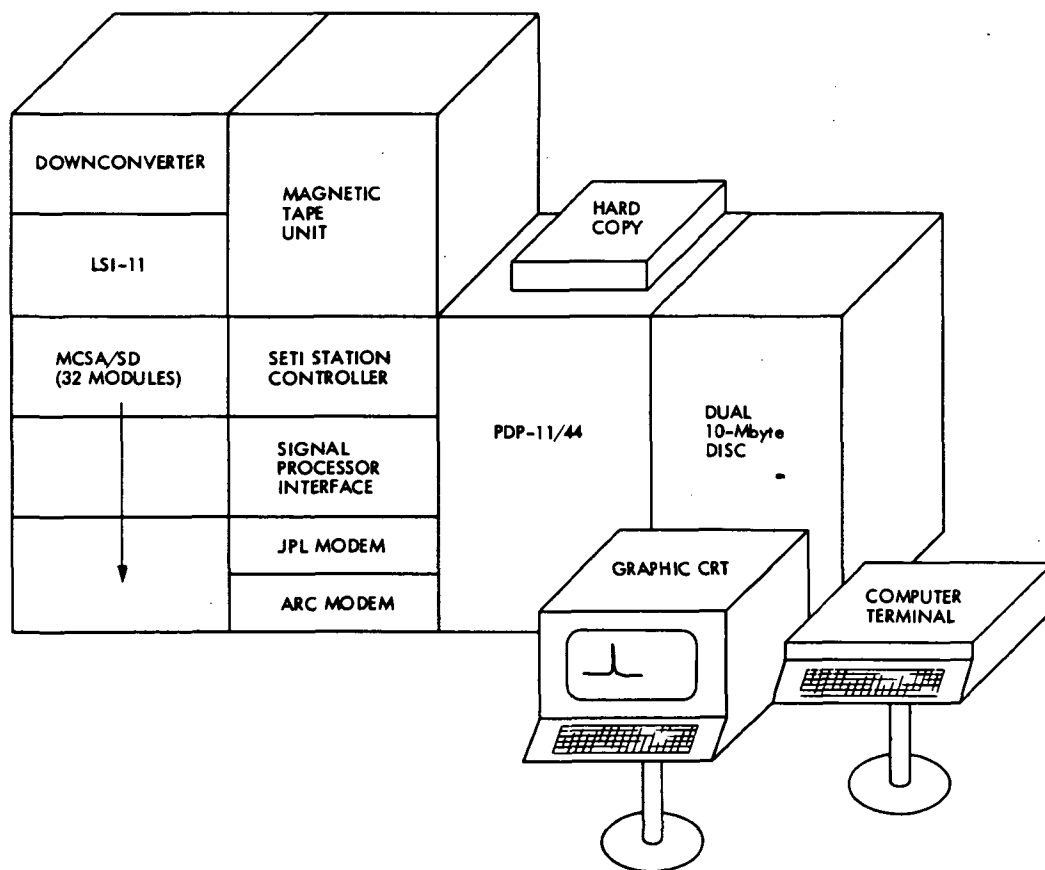 DOWNCONVERTER
LSI-11
MCSA/SD
(32 MODULES)
MAGNETIC
TAPE
UNIT
SETI STATION
CONTROLLER
SIGNAL
PROCESSOR
INTERFACE
JPL MODEM
ARC MODEM
HARD
COPY
PDP-11/44
DUAL
10-Mbyte
DISC
GRAPHIC CRT
COMPUTER
TERMINAL